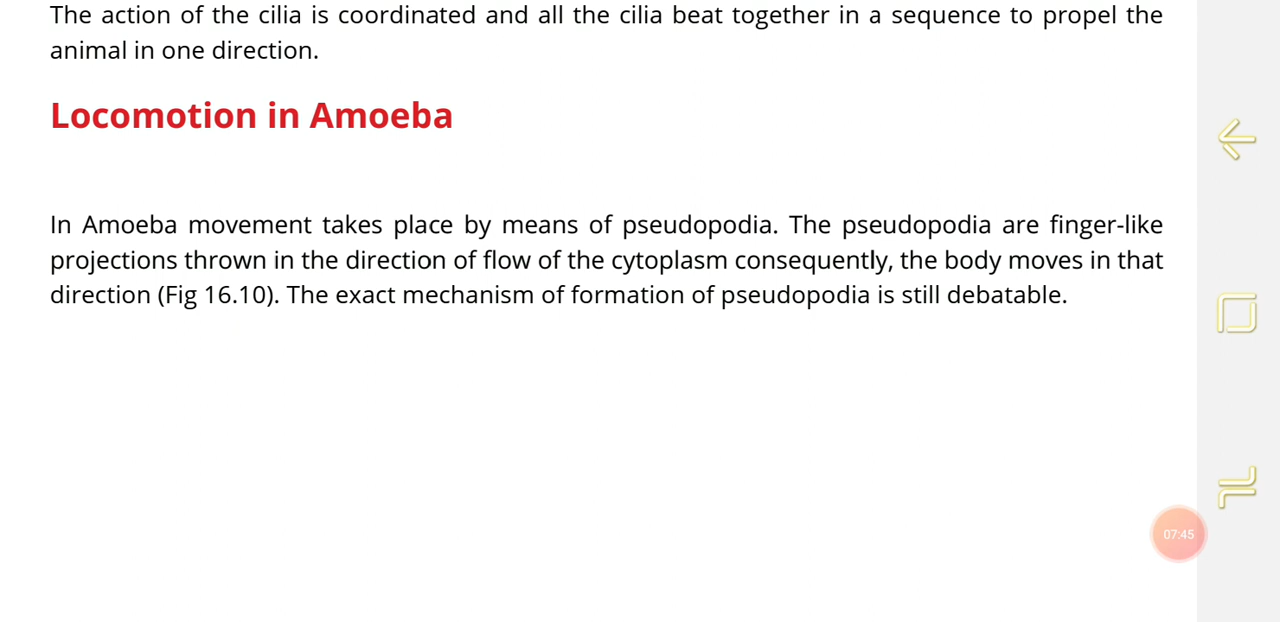 The action of the cilia is coordinated and all the cilia beat together in a sequence to propel the
animal in one direction.
Locomotion in Amoeba
In Amoeba movement takes place by means of pseudopodia. The pseudopodia are finger-like
projections thrown in the direction of flow of the cytoplasm consequently, the body moves in that
direction (Fig 16.10). The exact mechanism of formation of pseudopodia is still debatable.
07:45